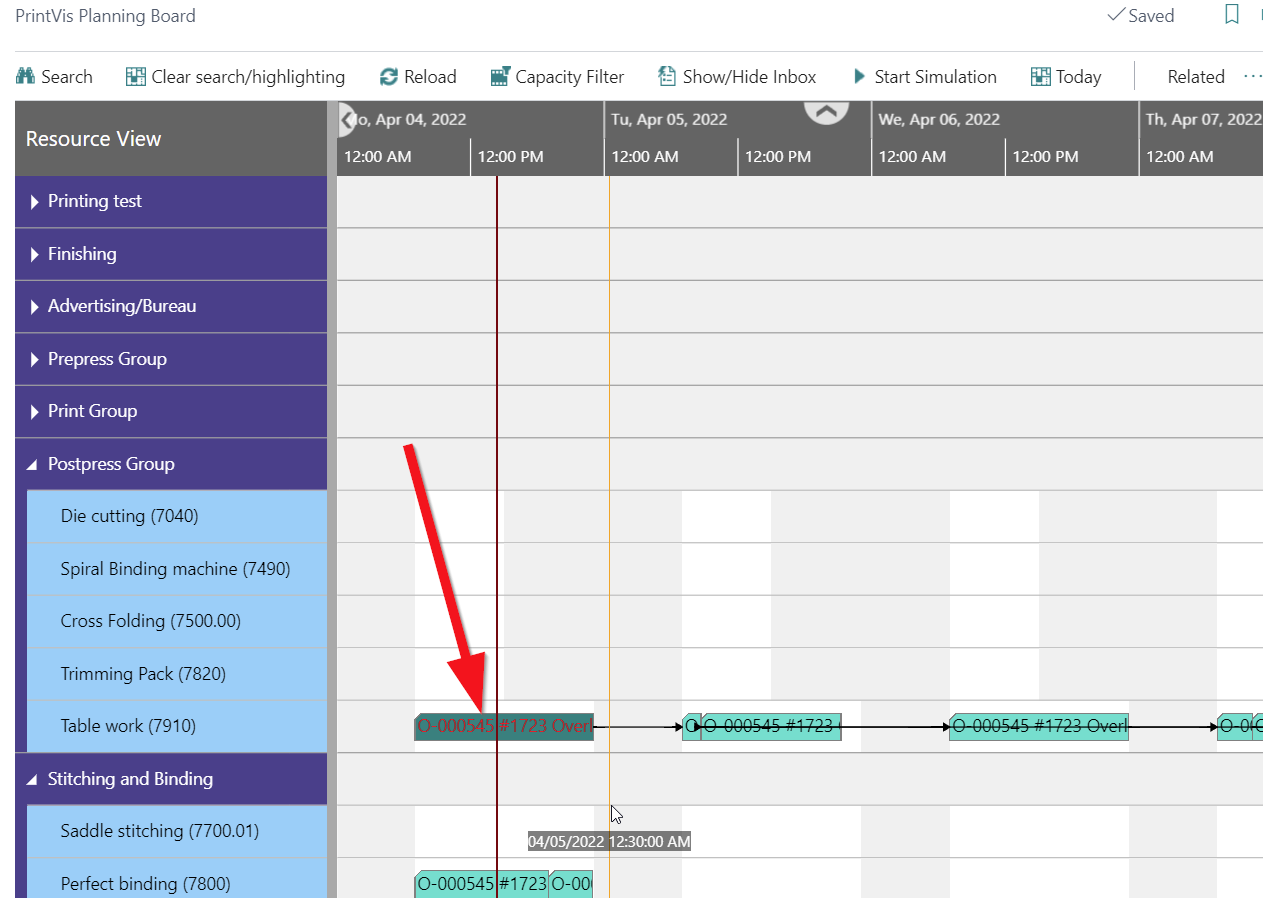 PrintVis Planning Board
Saved
Search Clear search/highlighting Reload Capacity Filter Show/Hide Inbox Start Simulation Today Related ···
Resource View
Mo, Apr 04, 2022 Tu, Apr 05, 2022 We, Apr 06, 2022 Th, Apr 07, 2022
12:00 AM 12:00 PM 12:00 AM 12:00 PM 12:00 AM 12:00 PM 12:00 AM
Printing test
Finishing
Advertising/Bureau
Prepress Group
Print Group
Postpress Group
Die cutting (7040)
Spiral Binding machine (7490)
Cross Folding (7500.00)
Trimming Pack (7820)
Table work (7910) O-000545 #1723 Overl O-000545 #1723 O-000545 #1723 Overl
Stitching and Binding
Saddle stitching (7700.01)
04/05/2022 12:30:00 AM
Perfect binding (7800) O-000545 #1723 O-00